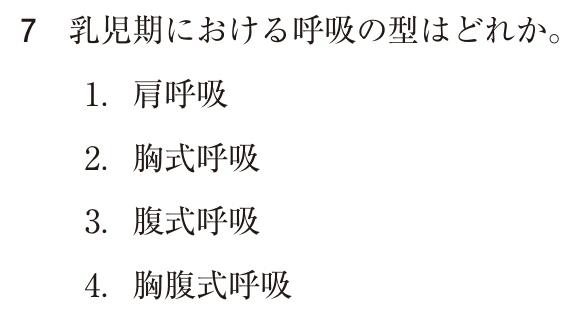 7 乳児期における呼吸の型はどれか。
1. 肩呼吸
2. 胸式呼吸
3. 腹式呼吸
4. 胸腹式呼吸